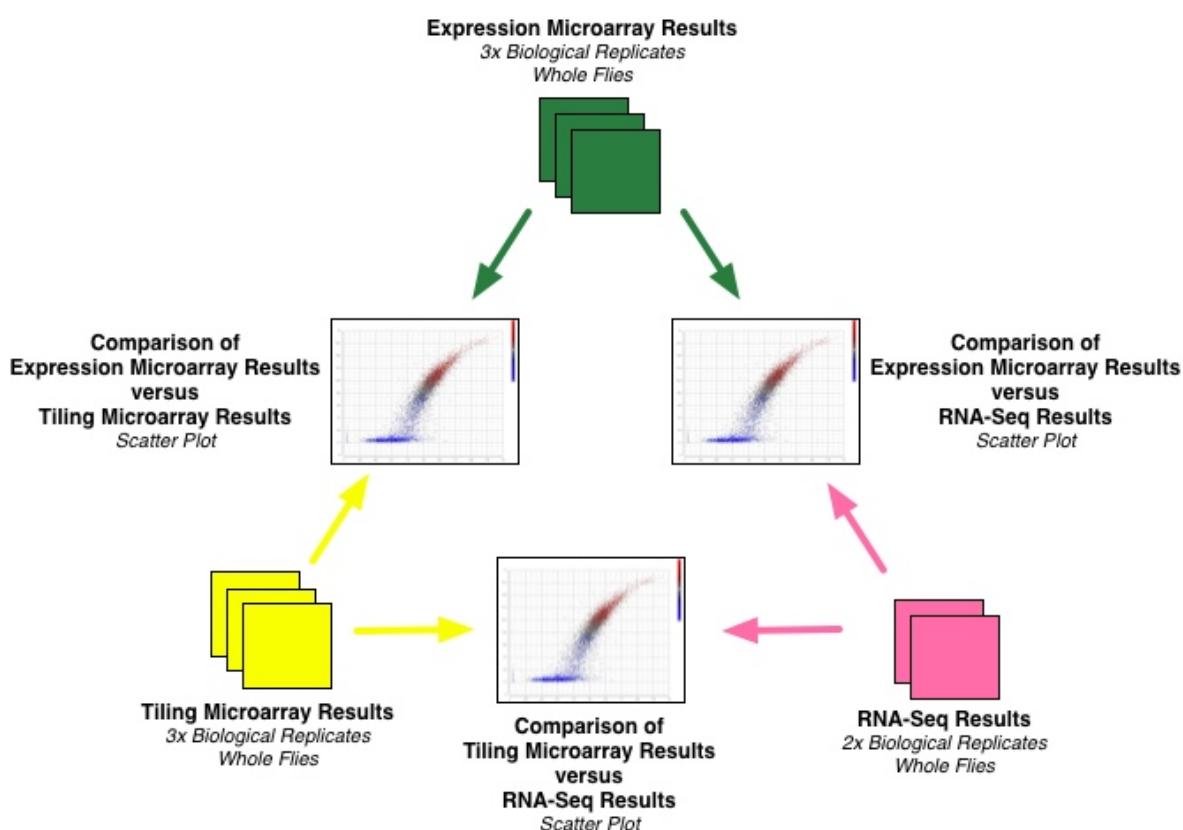 Expression Microarray Results
3x Biological Replicates
Whole Flies
Comparison of
Expression Microarray Results
versus
Tiling Microarray Results
Scatter Plot
Comparison of
Expression Microarray Results
versus
RNA-Seq Results
Scatter Plot
Tiling Microarray Results
3x Biological Replicates
Whole Flies
Comparison of
Tiling Microarray Results
versus
RNA-Seq Results
Scatter Plot
RNA-Seq Results
2x Biological Replicates
Whole Flies